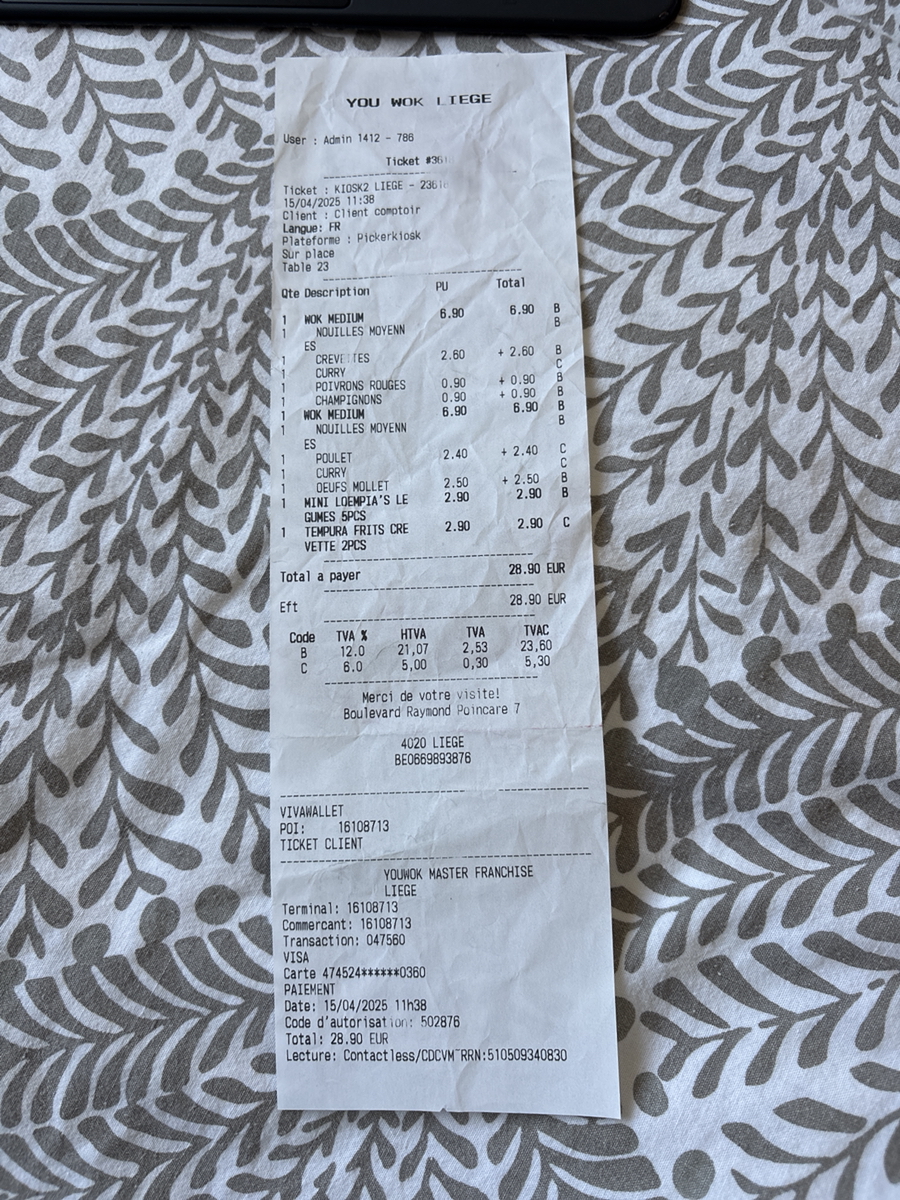 YOU WOK LIEGE
User : Admin 1412 - 786
Ticket
Ticket : KIOSK2 LIEGE -
15/04/2025 11:38
Client : Client comptoir
Langue: FR
Plateforme : Pickerkiosk
Sur place
Table 23
Qte Description PU Total
1 WOK MEDIUM 6.90 6.90 B
1 NOUILLES MOYENN B
ES
1 CREVETTES 2.60 + 2.60 B
1 CURRY C
1 POIVRONS ROUGES 0.90 + 0.90 B
1 CHAMPIGNONS 0.90 + 0.90 B
1 WOK MEDIUM 6.90 6.90 B
1 NOUILLES MOYENN B
ES
1 POULET 2.40 + 2.40 C
1 CURRY C
1 OEUFS MOLLET 2.50 + 2.50 B
1 MINI LOEMPIA'S LE 2.90 2.90 B
GUMES 5PCS
1 TEMPURA FRITS CRE 2.90 2.90 C
VETTE 2PCS
Total a payer 28.90 EUR
Eft 28.90 EUR
Code TVA % HTVA TVA TVAC
B 12.0 21,07 2,53 23,60
C 6.0 5,00 0,30 5,30
Merci de votre visite!
Boulevard Raymond Poincare 7
4020 LIEGE
BE0669893876
VIVAWALLET
POI: 16108713
TICKET CLIENT
YOUWOK MASTER FRANCHISE
LIEGE
Terminal: 16108713
Commercant: 16108713
Transaction: 047560
VISA
Carte 474524******0360
PAIEMENT
Date: 15/04/2025 11h38
Code d'autorisation: 502876
Total: 28.90 EUR
Lecture: Contactless/CDCVM RRN:510509340830